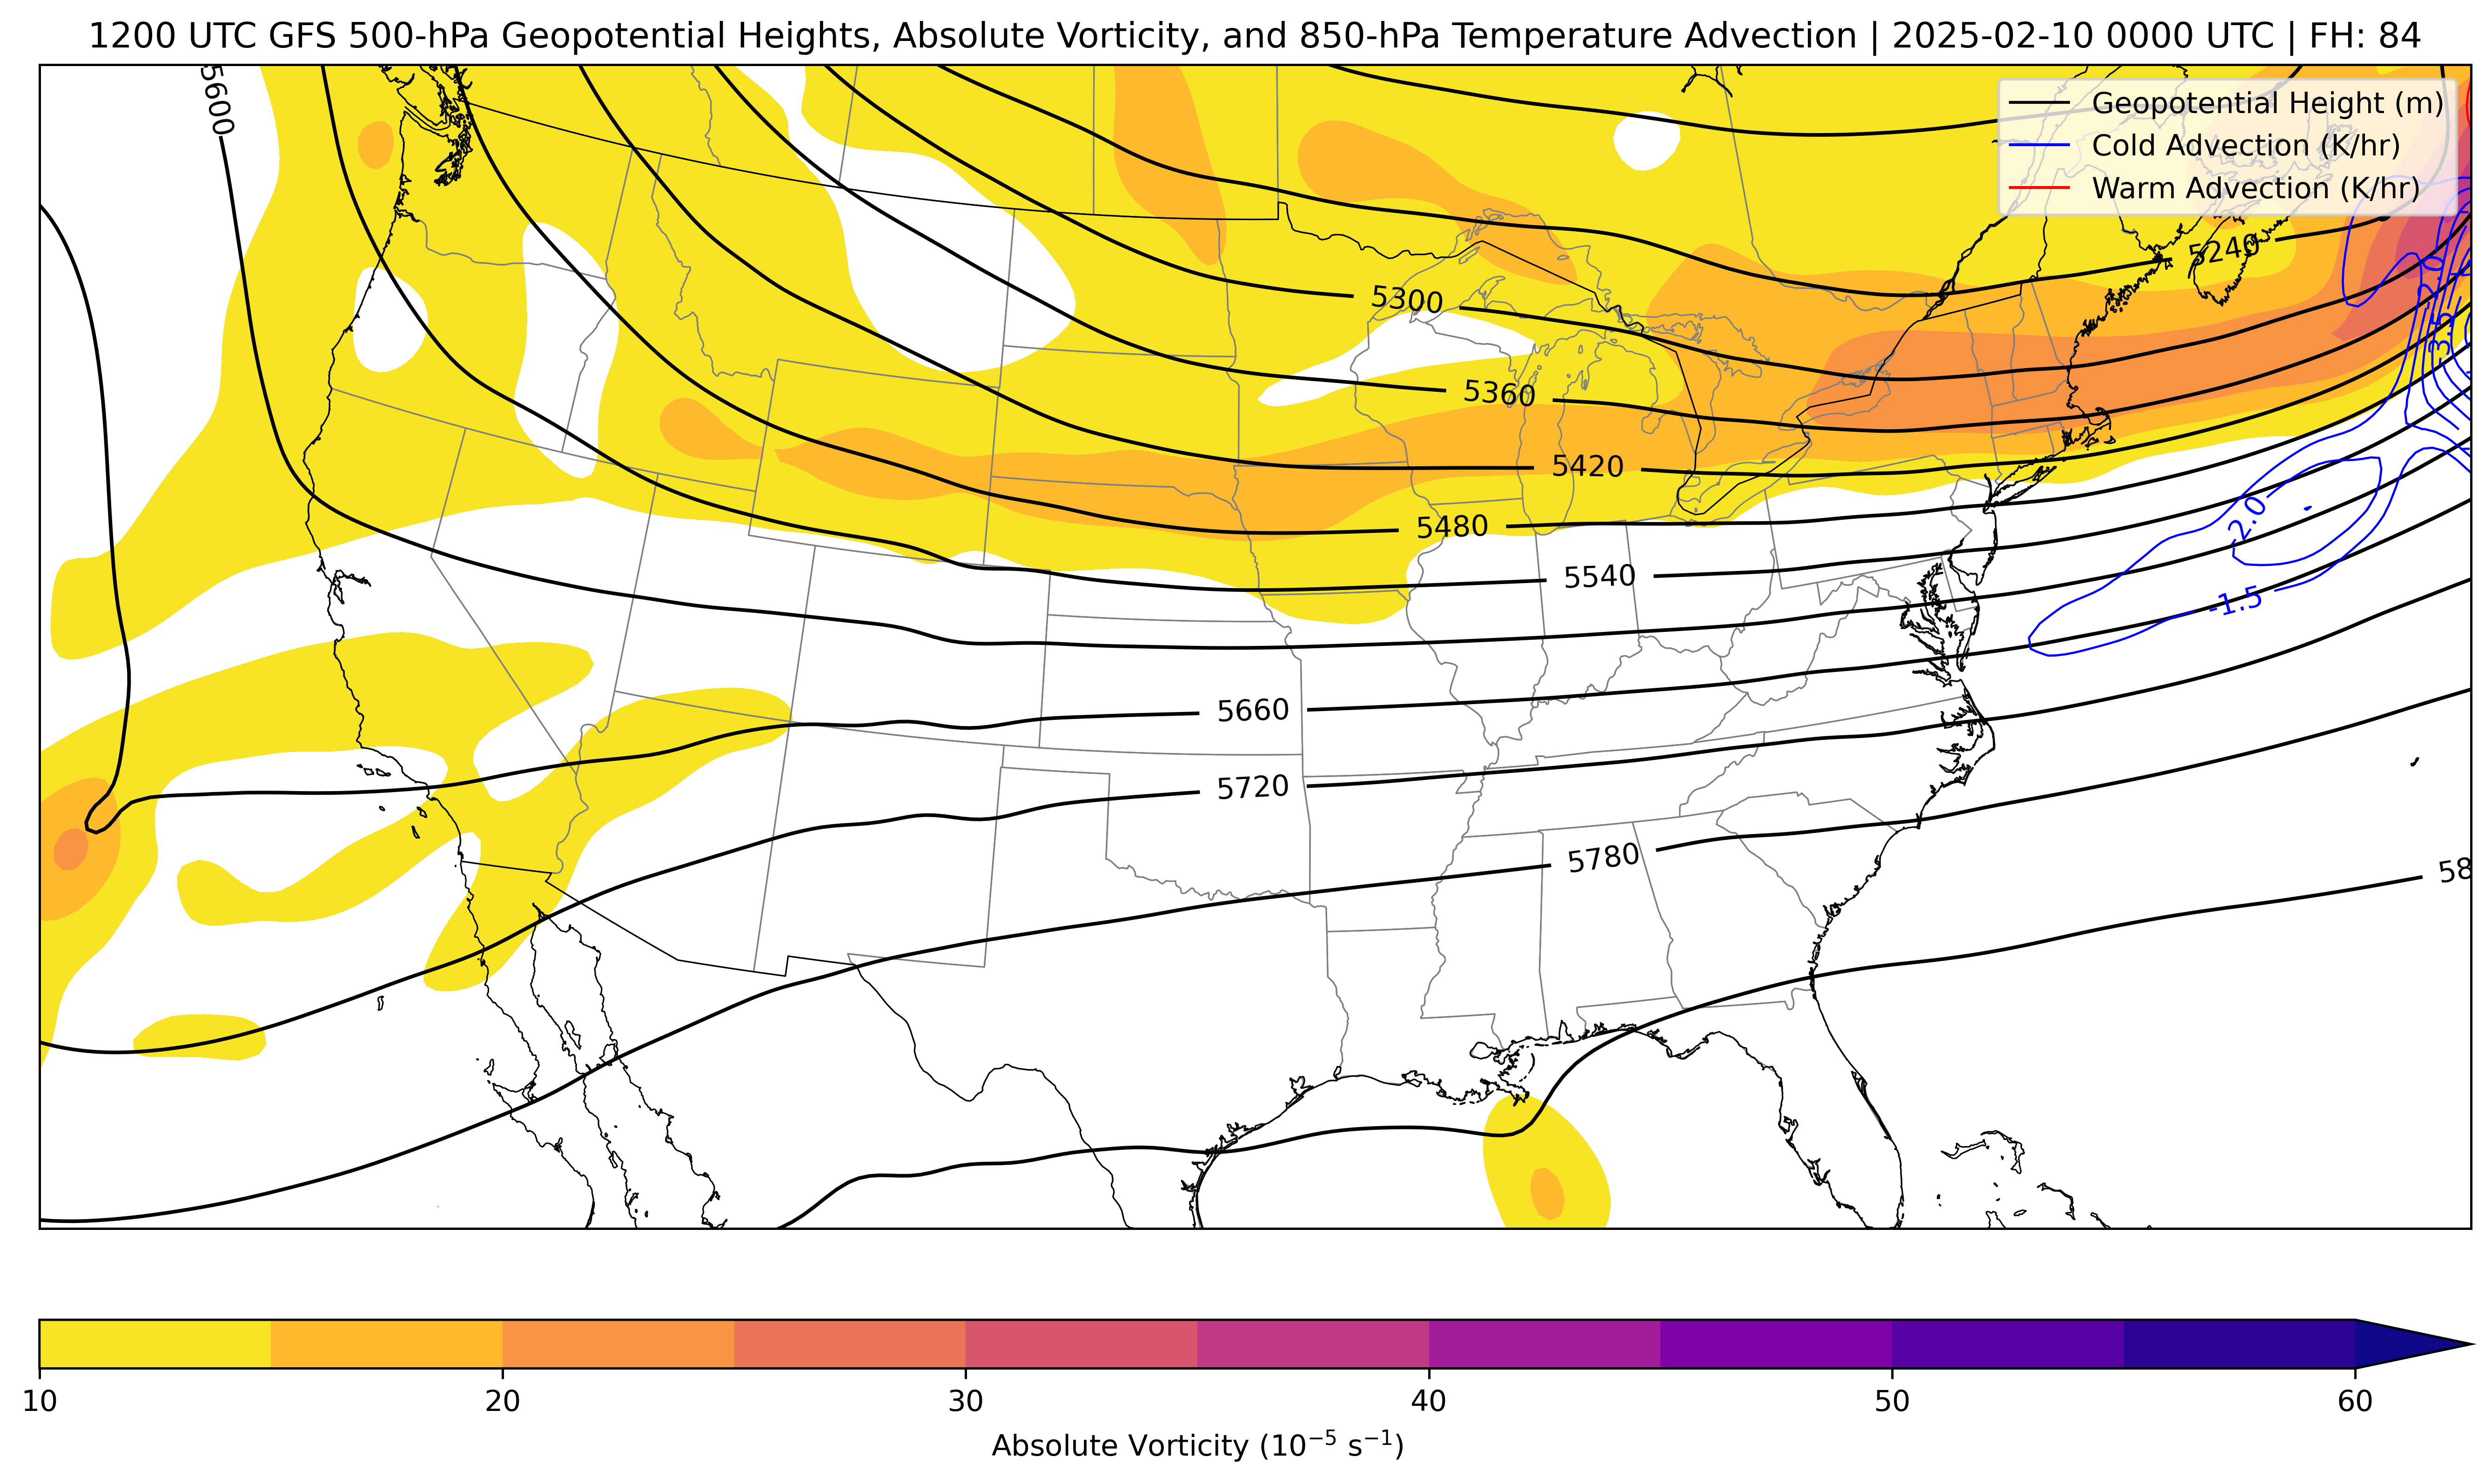 1200 UTC GFS 500-hPa Geopotential Heights, Absolute Vorticity, and 850-hPa Temperature Advection | 2025-02-10 0000 UTC | FH: 84
Geopotential Height (m)
Cold Advection (K/hr)
Warm Advection (K/hr)
5600
5240
5300
-2.0
-3.5
5360
5420
-2.0
5480
5540
-1.5
5660
5720
5780
58
10 20 30 40 50 60
Absolute Vorticity (10⁻⁵ s⁻¹)